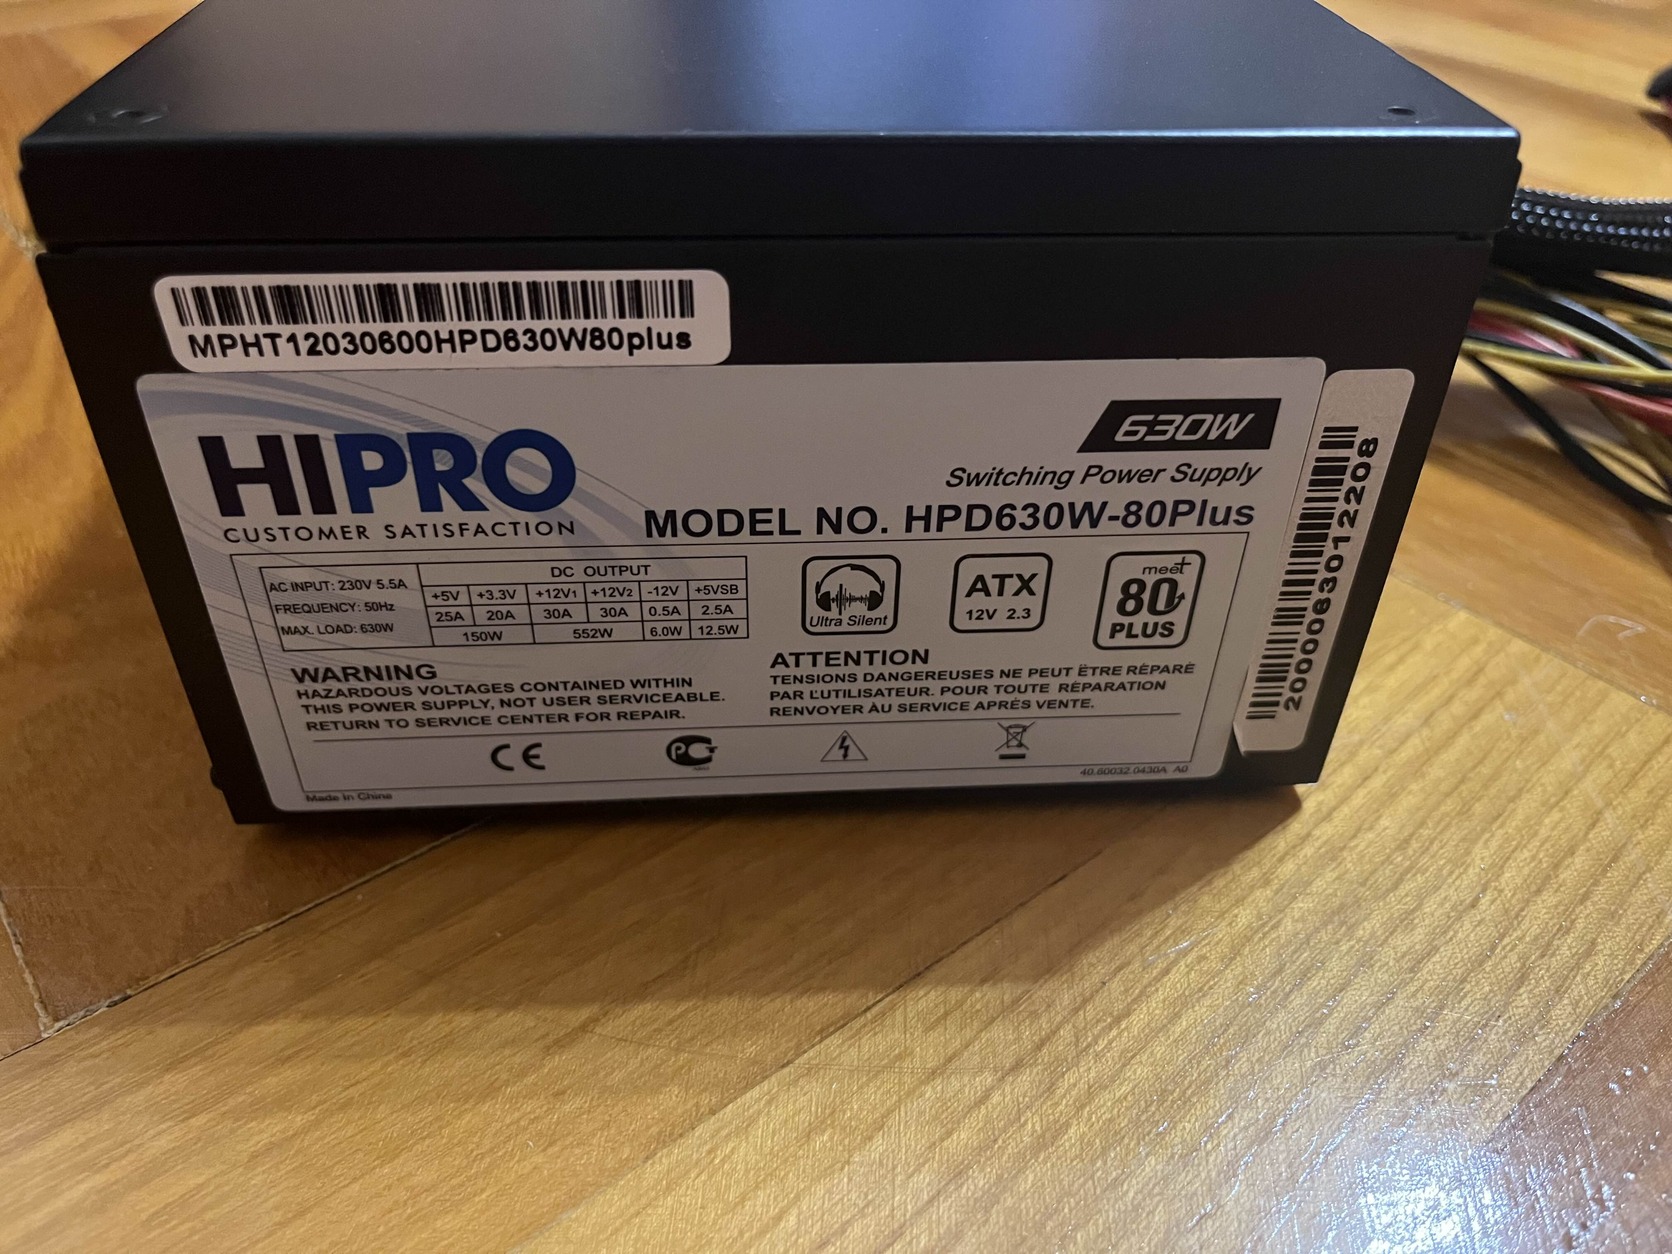 MPHT12030600HPD630W80plus
HIPRO
CUSTOMER SATISFACTION
630W
Switching Power Supply
MODEL NO. HPD630W-80Plus
AC INPUT: 230V 5.5A
FREQUENCY: 50Hz
MAX. LOAD: 630W
DC OUTPUT
+5V +3.3V +12V1 +12V2 -12V +5VSB
25A 20A 30A 30A 0.5A 2.5A
150W 552W 6.0W 12.5W
Ultra Silent
ATX
12V 2.3
meet
80
PLUS
WARNING
HAZARDOUS VOLTAGES CONTAINED WITHIN
THIS POWER SUPPLY, NOT USER SERVICEABLE.
RETURN TO SERVICE CENTER FOR REPAIR.
ATTENTION
TENSIONS DANGEREUSES NE PEUT ËTRE RÉPARÉ
PAR L'UTILISATEUR. POUR TOUTE RÉPARATION
RENVOYER ÀU SERVICE APRÉS VENTE.
CE
40.60032.0430A A0
Made In China
2000063012208